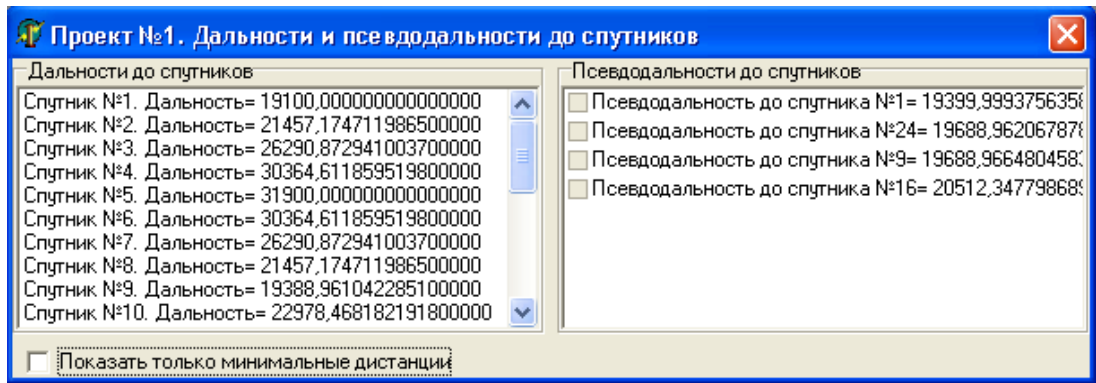 Проект №1. Дальности и псевдодальности до спутников
Дальности до спутников
Спутник №1. Дальность= 19100,000000000000000
Спутник №2. Дальность= 21457,174711986500000
Спутник №3. Дальность= 26290,872941003700000
Спутник №4. Дальность= 30364,611859519800000
Спутник №5. Дальность= 31900,000000000000000
Спутник №6. Дальность= 30364,611859519800000
Спутник №7. Дальность= 26290,872941003700000
Спутник №8. Дальность= 21457,174711986500000
Спутник №9. Дальность= 19388,961042285100000
Спутник №10. Дальность= 22978,468182191800000
Псевдодальности до спутников
Псевдодальность до спутника №1= 19399,9993756358
Псевдодальность до спутника №24= 19688,962067878
Псевдодальность до спутника №9= 19688,9664804583
Псевдодальность до спутника №16= 20512,347798689
Показать только минимальные дистанции